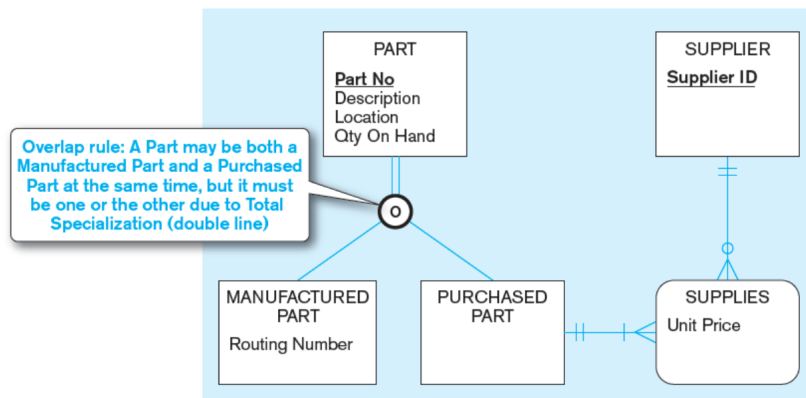 PART
Part No
Description
Location
Qty On Hand
SUPPLIER
Supplier ID
Overlap rule: A Part may be both a
Manufactured Part and a Purchased
Part at the same time, but it must
be one or the other due to Total
Specialization (double line)
O
MANUFACTURED
PART
Routing Number
PURCHASED
PART
SUPPLIES
Unit Price